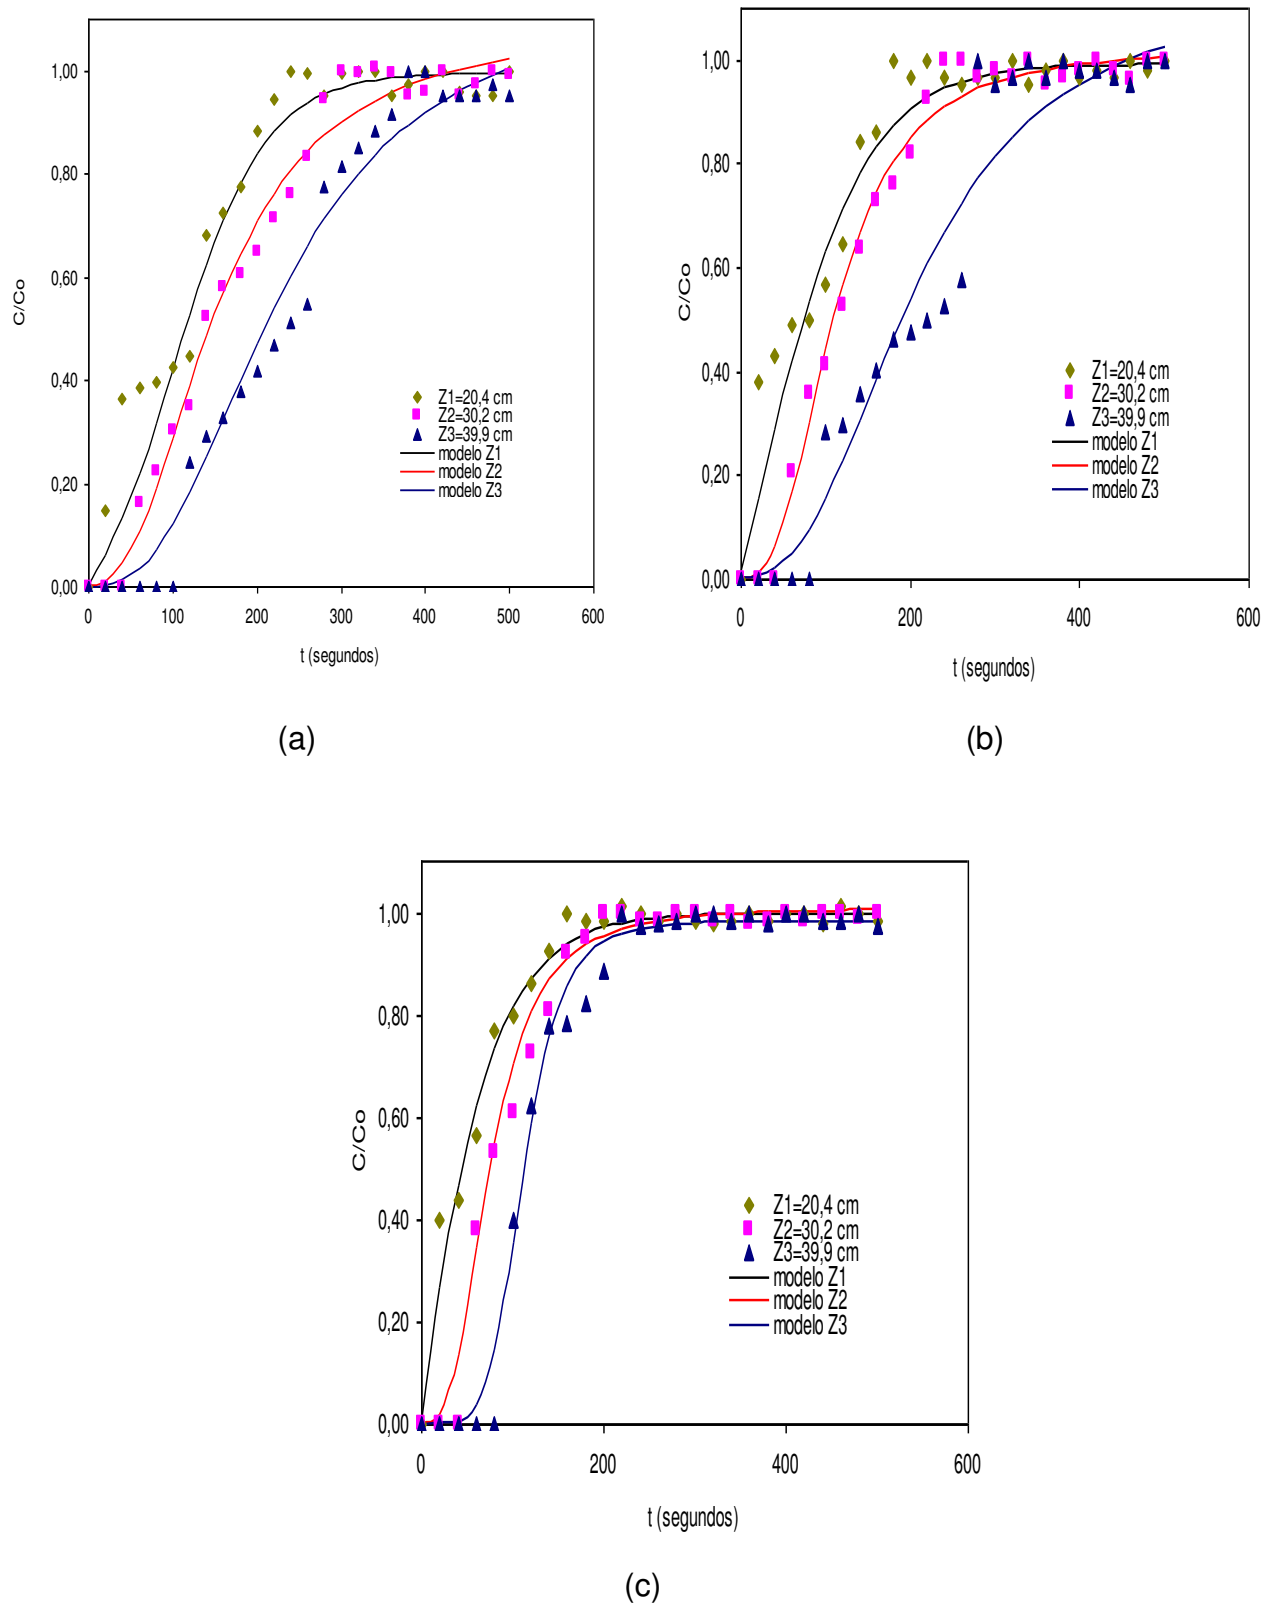 1,00
0,80
0,60
0,40
0,20
0,00
C/Co
0 100 200 300 400 500 600
t (segundos)
Z1=20,4 cm
Z2=30,2 cm
Z3=39,9 cm
modelo Z1
modelo Z2
modelo Z3
(a)
1,00
0,80
0,60
0,40
0,20
0,00
C/Co
0 200 400 600
t (segundos)
Z1=20,4 cm
Z2=30,2 cm
Z3=39,9 cm
modelo Z1
modelo Z2
modelo Z3
(b)
1,00
0,80
0,60
0,40
0,20
0,00
C/Co
0 200 400 600
t (segundos)
Z1=20,4 cm
Z2=30,2 cm
Z3=39,9 cm
modelo Z1
modelo Z2
modelo Z3
(c)